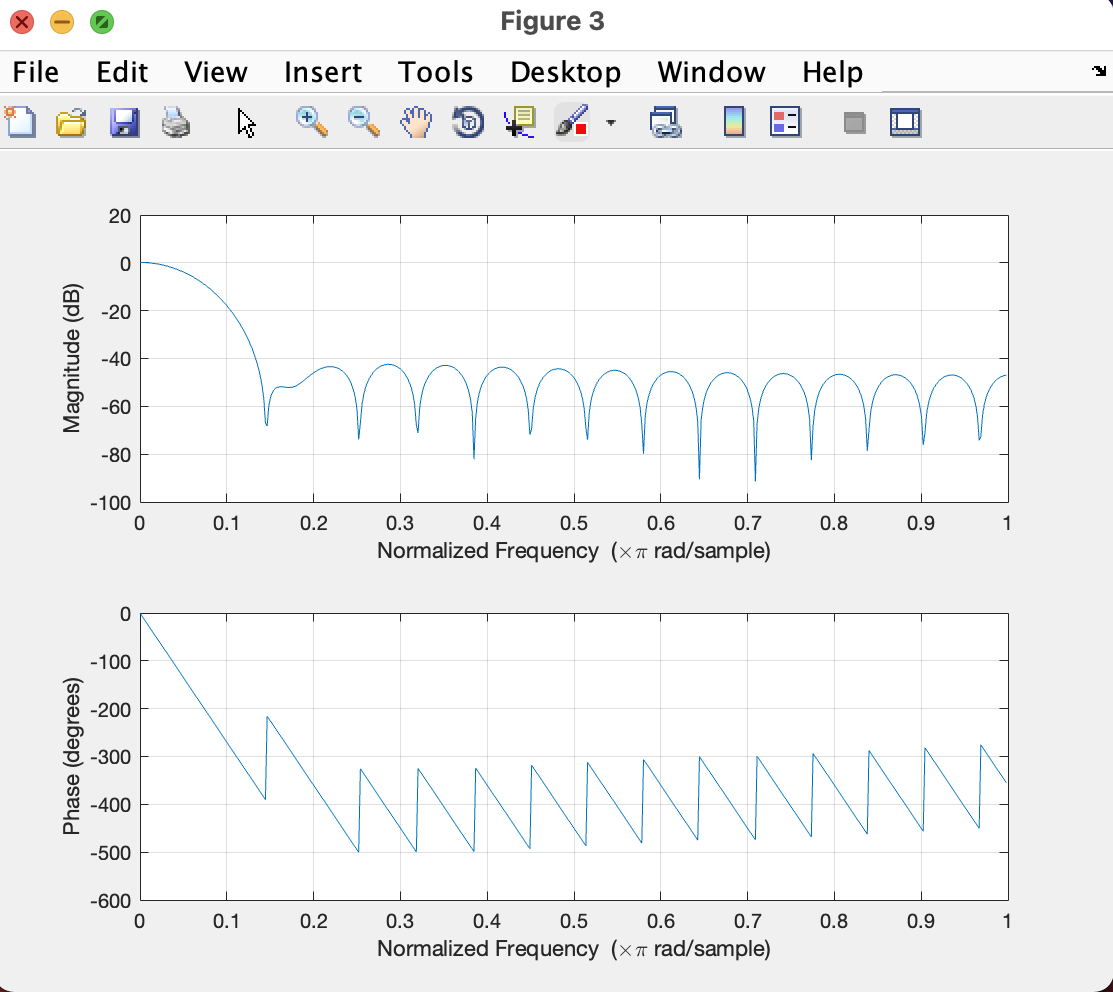 Figure 3
File Edit View Insert Tools Desktop Window Help
20
0
-20
-40
-60
-80
-100
Magnitude (dB)
0 0.1 0.2 0.3 0.4 0.5 0.6 0.7 0.8 0.9 1
Normalized Frequency (×π rad/sample)
0
-100
-200
-300
-400
-500
-600
Phase (degrees)
0 0.1 0.2 0.3 0.4 0.5 0.6 0.7 0.8 0.9 1
Normalized Frequency (×π rad/sample)